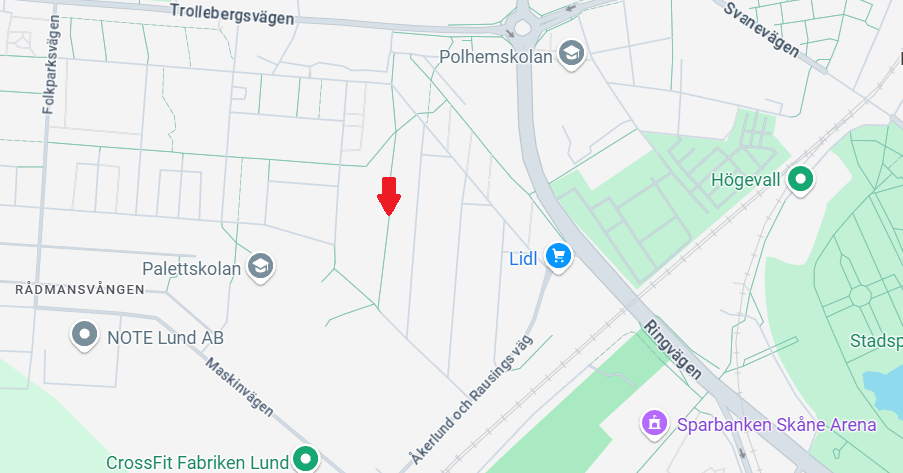 Trollebergsvägen
Svanevägen
Folkparksvägen
Polhemskolan
Högevall
Lidl
Palettskolan
RÅDMANSVÅNGEN
NOTE Lund AB
Ringvägen
Stadsp
Maskinvägen
Åkerlund och Rausings väg
Sparbanken Skåne Arena
CrossFit Fabriken Lund